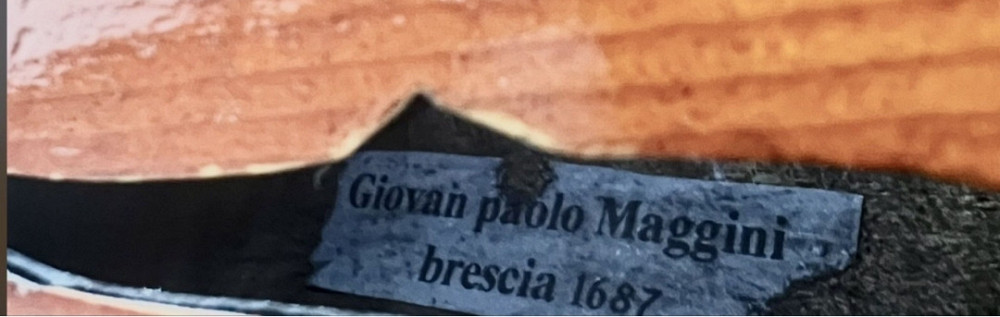 Giovan paolo Maggini
brescia 1687